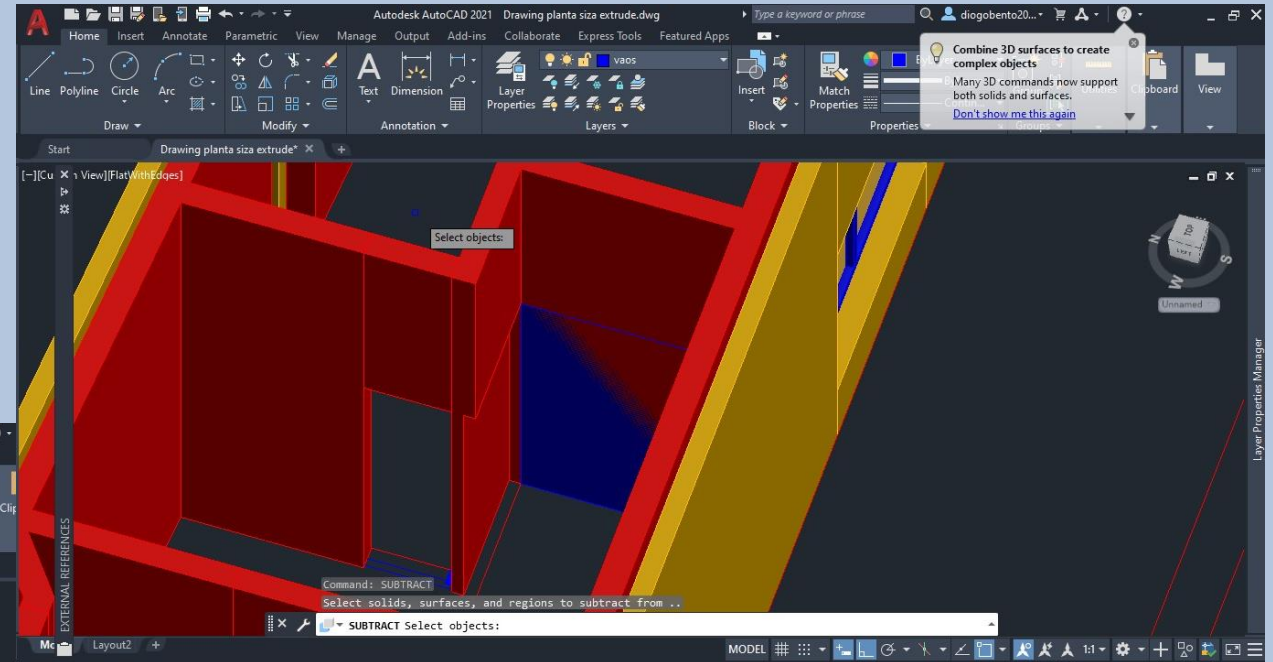 Autodesk AutoCAD 2021 Drawing planta siza extrude.dwg
Type a keyword or phrase
diogobento20...
Home Insert Annotate Parametric View Manage Output Add-ins Collaborate Express Tools Featured Apps
Line Polyline Circle Arc
Text Dimension
Layer Properties
vaos
Insert
Match Properties
View
Draw Modify Annotation Layers Block Properties
Combine 3D surfaces to create complex objects
Many 3D commands now support both solids and surfaces.
Don't show me this again
Start
Drawing planta siza extrude*
Select objects:
TOP
LEFT
N
S
W
Unnamed
Layer Properties Manager
EXTERNAL REFERENCES
Command: SUBTRACT
Select solids, surfaces, and regions to subtract from ..
SUBTRACT Select objects:
Layout2
MODEL
1:1